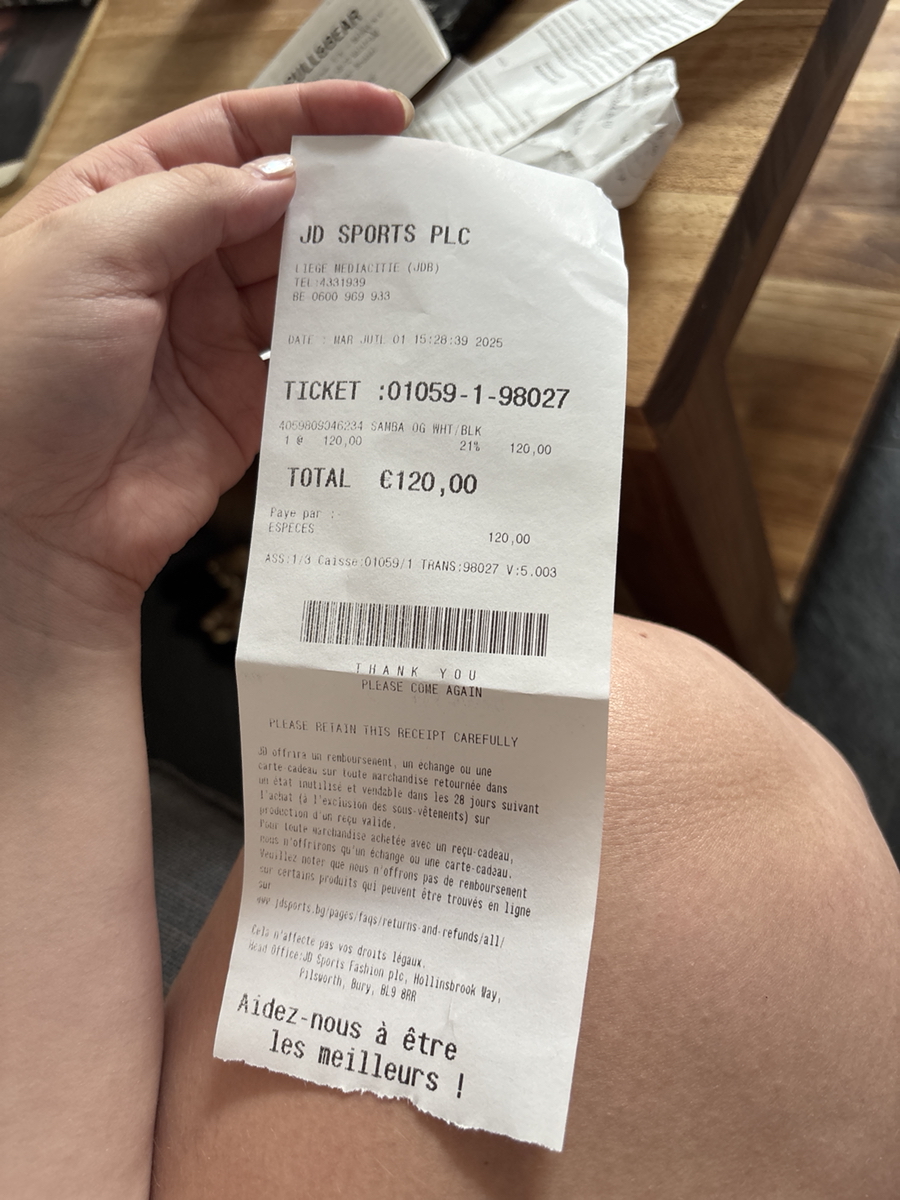 BULLGEAR
JD SPORTS PLC
LIEGE MEDIACITTE (JDB)
TEL:4331939
BE 0600 969 933
DATE : MAR JUIL 01 15:28:39 2025
TICKET :01059-1-98027
4059809346234 SAMBA OG WHT/BLK
1 @ 120,00 21% 120,00
TOTAL €120,00
Paye par :
ESPECES 120,00
ASS:1/3 Caisse:01059/1 TRANS:98027 V:5.003
THANK YOU
PLEASE COME AGAIN
PLEASE RETAIN THIS RECEIPT CAREFULLY
JD offrira un remboursement, un échange ou une
carte cadeau sur toute marchandise retournée dans
un état inutilisé et vendable dans les 28 jours suivant
l'achat (à l'exclusion des sous-vêtements) sur
production d'un reçu valide.
Pour toute marchandise achetée avec un reçu-cadeau,
nous n'offrirons qu'un échange ou une carte-cadeau.
Veuillez noter que nous n'offrons pas de remboursement
sur certains produits qui peuvent être trouvés en ligne
sur
www jdsports.bg/pages/faqs/returns-and-refunds/all/
Cela n'affecte pas vos droits légaux.
Head Office:JD Sports Fashion plc, Hollinsbrook Way,
Pilsworth, Bury, BL9 8RR
Aidez-nous à être
les meilleurs !